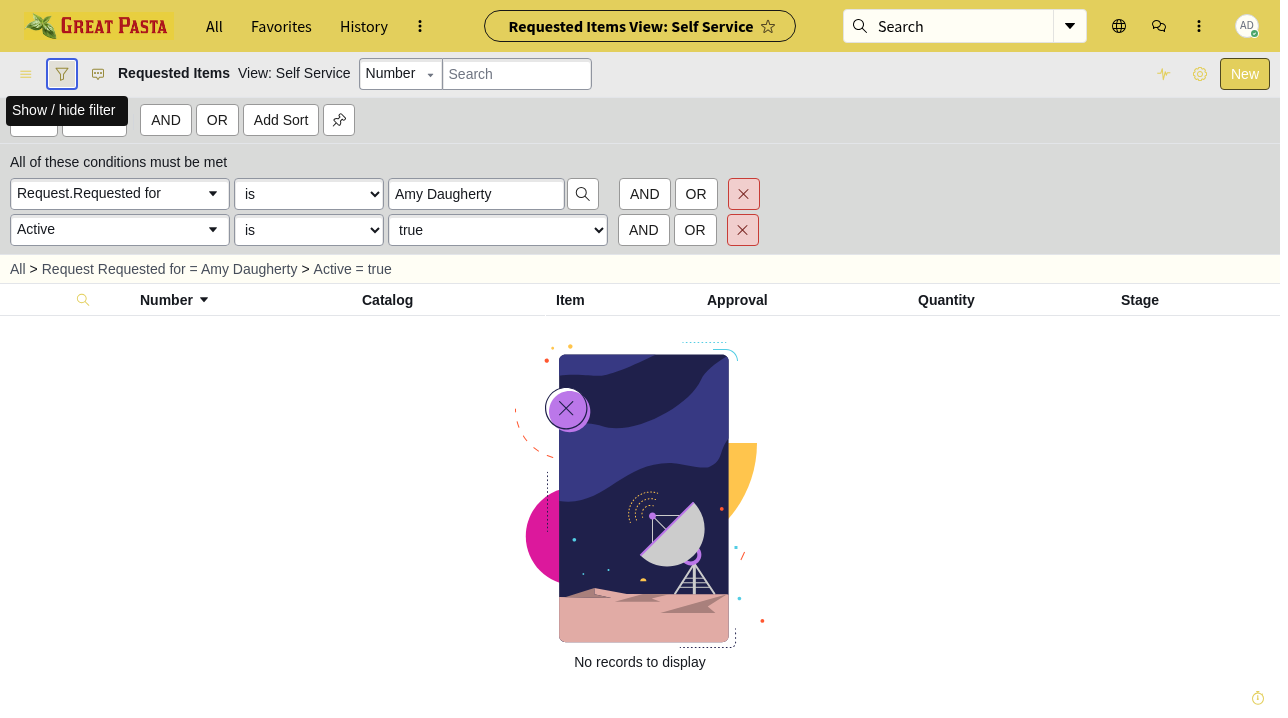 GREAT PASTA
All
Favorites
History
Requested Items View: Self Service
Search
AD
Requested Items
View: Self Service
Number
Search
New
Show / hide filter
AND
OR
Add Sort
All of these conditions must be met
Request.Requested for
is
Amy Daugherty
AND
OR
Active
is
true
AND
OR
All > Request Requested for = Amy Daugherty > Active = true
Number
Catalog
Item
Approval
Quantity
Stage
No records to display